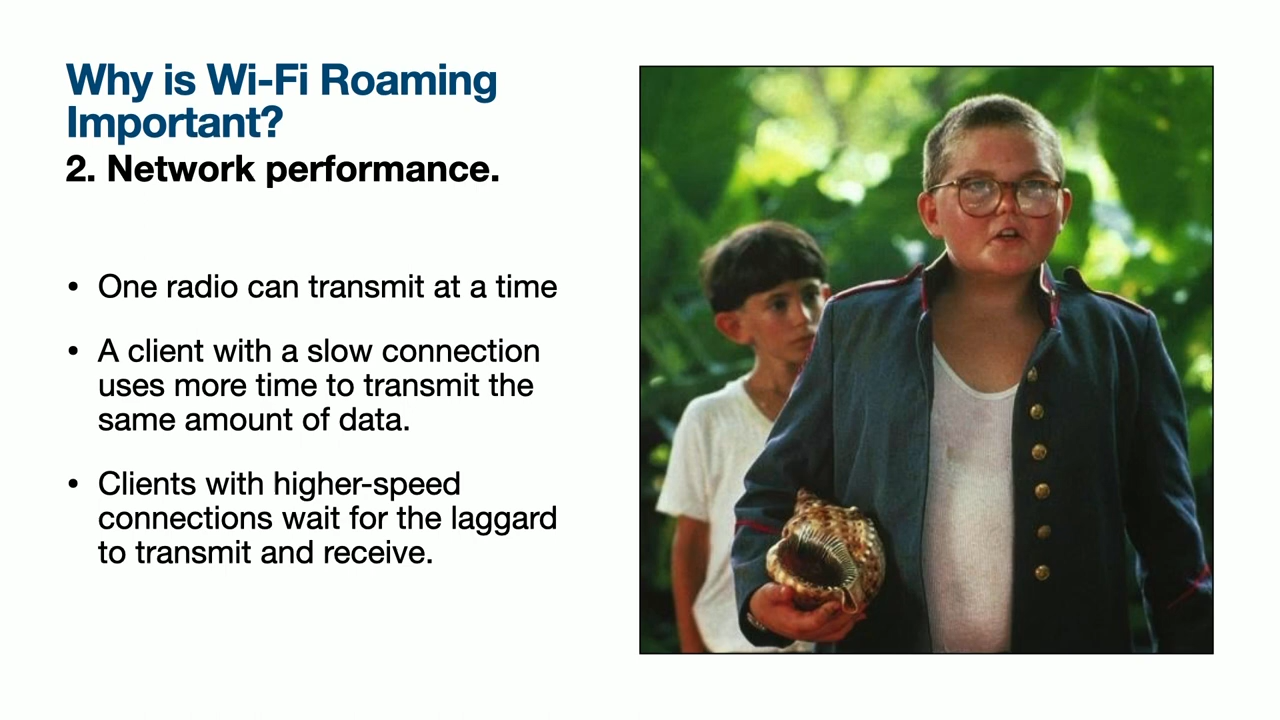 Why is Wi-Fi Roaming
Important?
2. Network performance.
• One radio can transmit at a time
• A client with a slow connection
uses more time to transmit the
same amount of data.
• Clients with higher-speed
connections wait for the laggard
to transmit and receive.